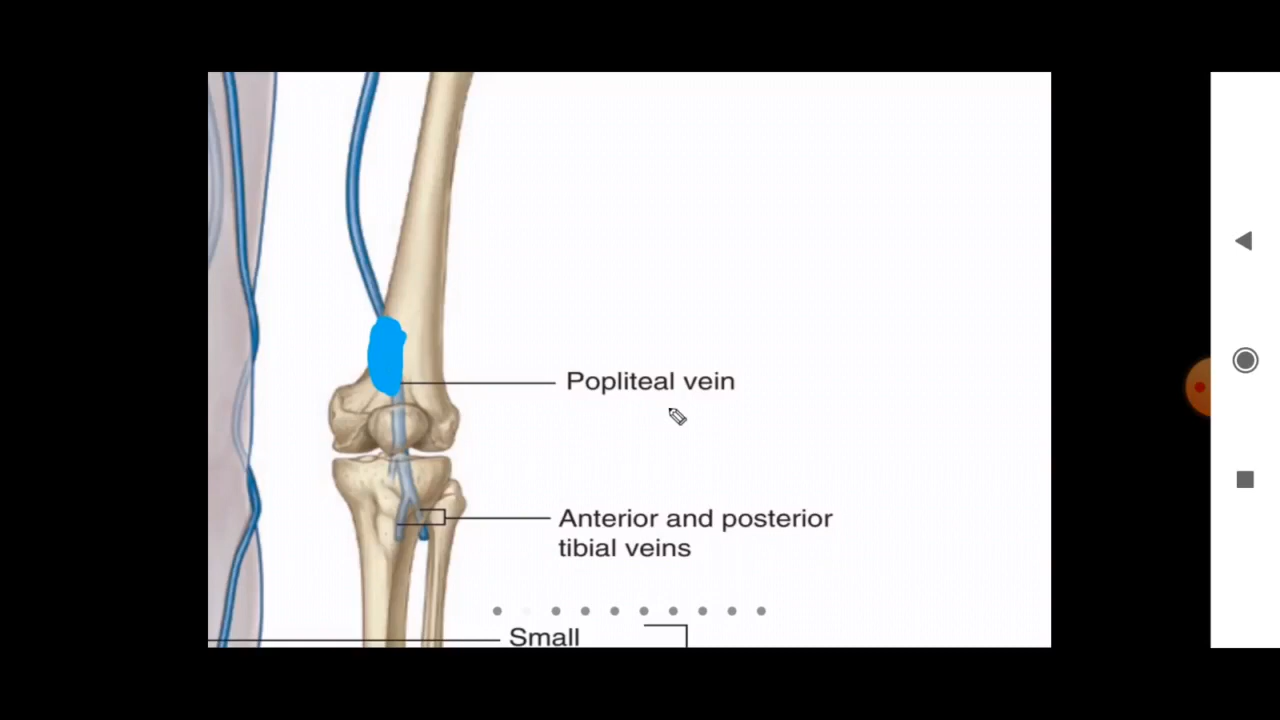 Popliteal vein
Anterior and posterior
tibial veins
Small